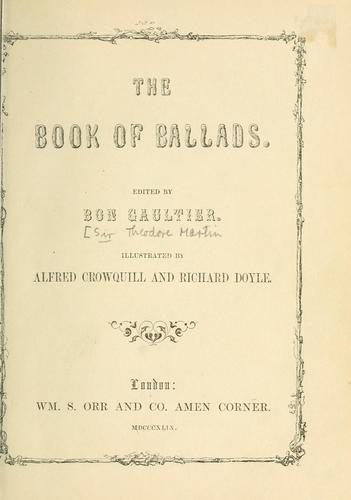 THE
BOOK OF BALLADS.
EDITED BY
BON GAULTIER.
[Sir Theodore Martin
ILLUSTRATED BY
ALFRED CROWQUILL AND RICHARD DOYLE.
London:
WM. S. ORR AND CO. AMEN CORNER.
MDCCCXLIX.